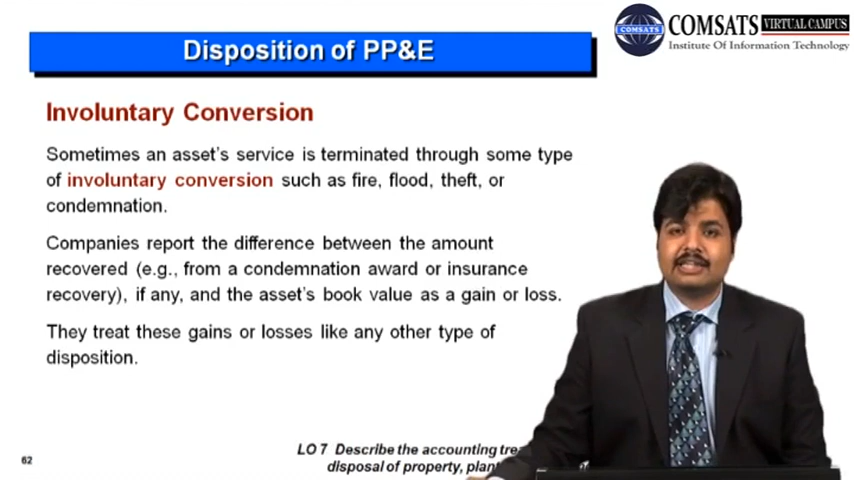 COMSATS VIRTUAL CAMPUS
COMSATS
Institute Of Information Technology
Disposition of PP&E
Involuntary Conversion
Sometimes an asset's service is terminated through some type
of involuntary conversion such as fire, flood, theft, or
condemnation.
Companies report the difference between the amount
recovered (e.g., from a condemnation award or insurance
recovery), if any, and the asset's book value as a gain or loss.
They treat these gains or losses like any other type of
disposition.
LO 7 Describe the accounting
disposal of property,
62